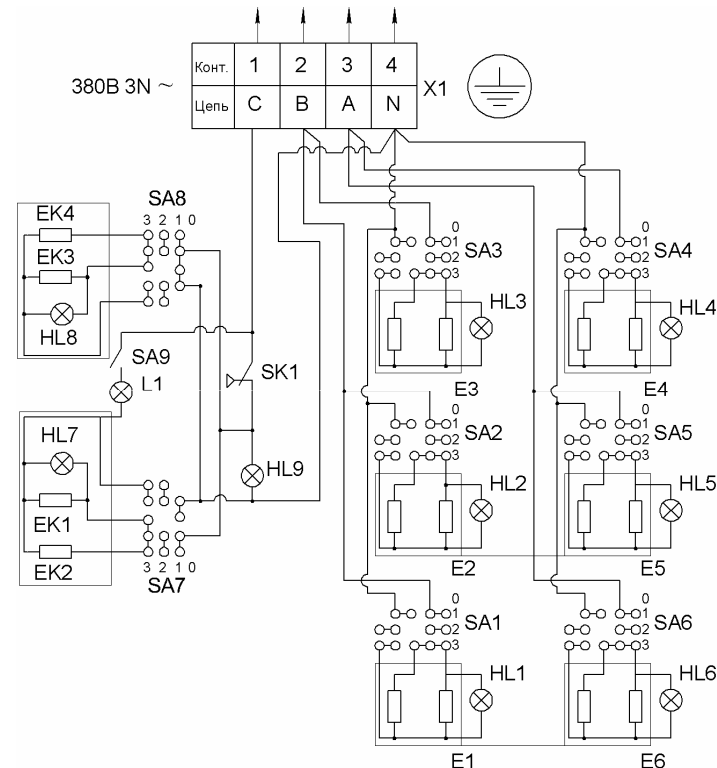 380В 3N ~
Конт. 1 2 3 4
Цепь C B A N
X1
SA8
3 2 1 0
EK4
EK3
HL8
SA9
L1
SK1
HL7
EK1
EK2
HL9
3 2 1 0
SA7
0
1
2
3
SA3
HL3
E3
0
1
2
3
SA4
HL4
E4
0
1
2
3
SA2
HL2
E2
0
1
2
3
SA5
HL5
E5
0
1
2
3
SA1
HL1
E1
0
1
2
3
SA6
HL6
E6